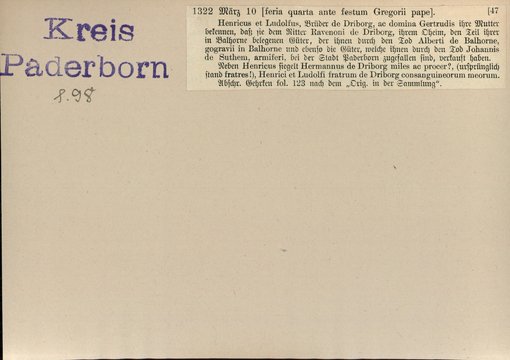 Kreis
Paderborn
S. 98
1322 März 10 [feria quarta ante festum Gregorii pape]. [47
Henricus et Ludolfus, Brüder de Driborg, ac domina Gertrudis ihre Mutter
bekennen, daß sie dem Ritter Ravenoni de Driborg, ihrem Oheim, den Teil ihrer
in Balhorne belegenen Güter, der ihnen durch den Tod Alberti de Balhorne,
gogravii in Balhorne und ebenso die Güter, welche ihnen durch den Tod Johannis
de Suthem, armiferi, bei der Stadt Paderborn zugefallen sind, verkauft haben.
Neben Henricus siegelt Hermannus de Driborg miles ac procer?, (ursprünglich
stand fratres!), Henrici et Ludolfi fratrum de Driborg consanguineorum meorum.
Abschr. Gehrken fol. 123 nach dem „Orig. in der Sammlung“.